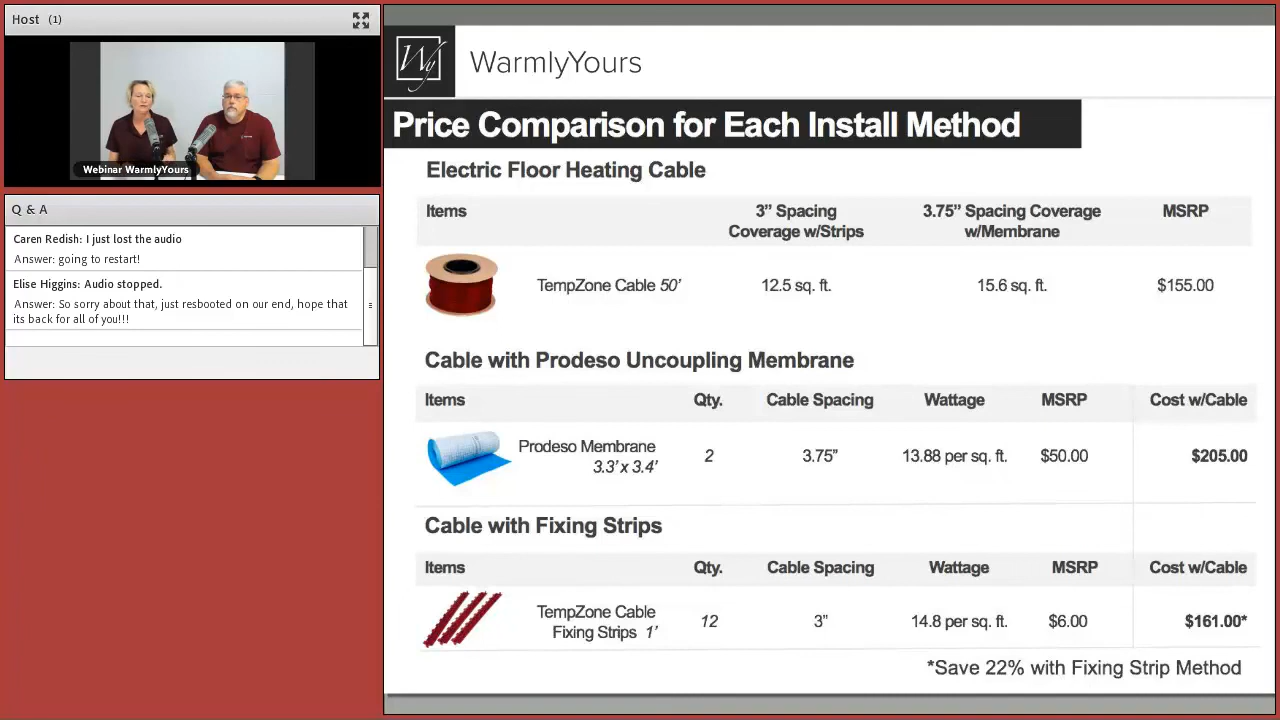 Host (1)
Webinar WarmlyYours
Q & A
Caren Redish: I just lost the audio
Answer: going to restart!
Elise Higgins: Audio stopped.
Answer: So sorry about that, just resbooted on our end, hope that
its back for all of you!!!
Wy WarmlyYours
Price Comparison for Each Install Method
Electric Floor Heating Cable
Items 3” Spacing Coverage w/Strips 3.75” Spacing Coverage w/Membrane MSRP
TempZone Cable 50’ 12.5 sq. ft. 15.6 sq. ft. $155.00
Cable with Prodeso Uncoupling Membrane
Items Qty. Cable Spacing Wattage MSRP Cost w/Cable
Prodeso Membrane 3.3’ x 3.4’ 2 3.75” 13.88 per sq. ft. $50.00 $205.00
Cable with Fixing Strips
Items Qty. Cable Spacing Wattage MSRP Cost w/Cable
TempZone Cable Fixing Strips 1’ 12 3” 14.8 per sq. ft. $6.00 $161.00*
*Save 22% with Fixing Strip Method